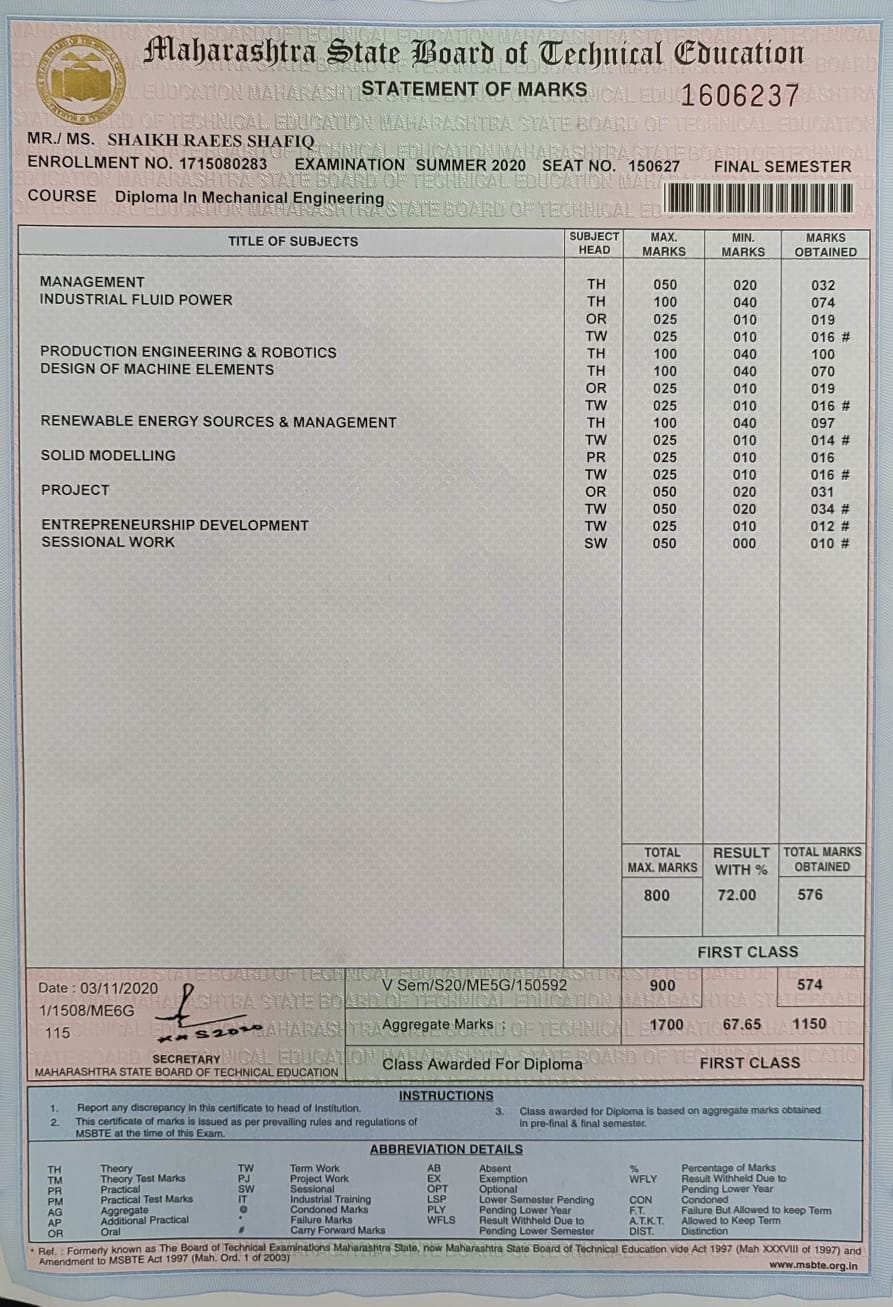 Maharashtra State Board of Technical Education
STATEMENT OF MARKS 1606237
MR./ MS. SHAIKH RAEES SHAFIQ
ENROLLMENT NO. 1715080283 EXAMINATION SUMMER 2020 SEAT NO. 150627 FINAL SEMESTER
COURSE Diploma In Mechanical Engineering
TITLE OF SUBJECTS SUBJECT HEAD MAX. MARKS MIN. MARKS MARKS OBTAINED
MANAGEMENT TH 050 020 032
INDUSTRIAL FLUID POWER TH 100 040 074
OR 025 010 019
TW 025 010 016 #
PRODUCTION ENGINEERING & ROBOTICS TH 100 040 100
DESIGN OF MACHINE ELEMENTS TH 100 040 070
OR 025 010 019
TW 025 010 016 #
RENEWABLE ENERGY SOURCES & MANAGEMENT TH 100 040 097
TW 025 010 014 #
SOLID MODELLING PR 025 010 016
TW 025 010 016 #
PROJECT OR 050 020 031
TW 050 020 034 #
ENTREPRENEURSHIP DEVELOPMENT TW 025 010 012 #
SESSIONAL WORK SW 050 000 010 #
TOTAL MAX. MARKS RESULT WITH % TOTAL MARKS OBTAINED
800 72.00 576
FIRST CLASS
Date : 03/11/2020
1/1508/ME6G
115
S2020
SECRETARY
MAHARASHTRA STATE BOARD OF TECHNICAL EDUCATION
V Sem/S20/ME5G/150592 900 574
Aggregate Marks : 1700 67.65 1150
Class Awarded For Diploma FIRST CLASS
INSTRUCTIONS
1. Report any discrepancy in this certificate to head of Institution.
2. This certificate of marks is issued as per prevailing rules and regulations of
MSBTE at the time of this Exam.
3. Class awarded for Diploma is based on aggregate marks obtained
in pre-final & final semester.
ABBREVIATION DETAILS
TH Theory TW Term Work AB Absent % Percentage of Marks
TM Theory Test Marks PJ Project Work EX Exemption WFLY Result Withheld Due to
PR Practical SW Sessional OPT Optional Pending Lower Year
PM Practical Test Marks IT Industrial Training LSP Lower Semester Pending CON Condoned
AG Aggregate @ Condoned Marks PLY Pending Lower Year F.T. Failure But Allowed to keep Term
AP Additional Practical * Failure Marks WFLS Result Withheld Due to A.T.K.T. Allowed to Keep Term
OR Oral # Carry Forward Marks Pending Lower Semester DIST. Distinction
* Ref. : Formerly known as The Board of Technical Examinations Maharashtra State, now Maharashtra State Board of Technical Education vide Act 1997 (Mah XXXVIII of 1997) and
Amendment to MSBTE Act 1997 (Mah. Ord. 1 of 2003)
www.msbte.org.in